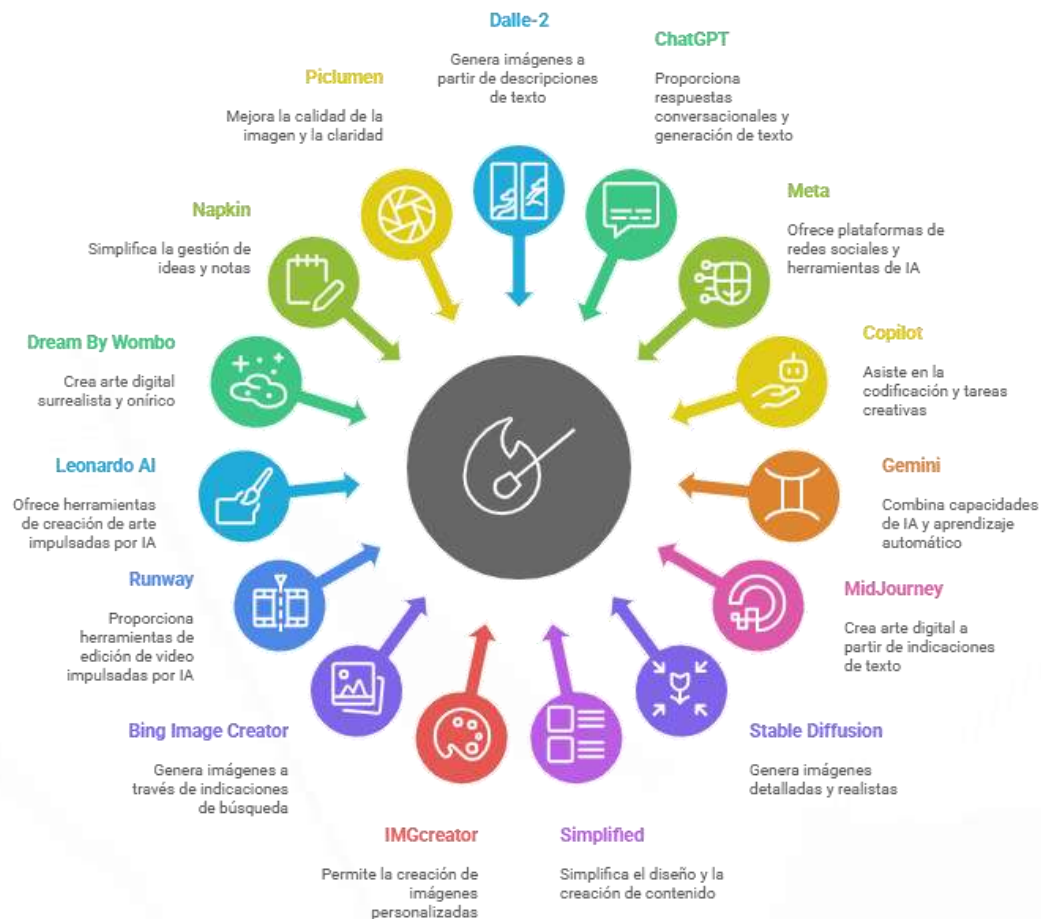 Dalle-2
Genera imágenes a
partir de descripciones
de texto
ChatGPT
Proporciona
respuestas
conversacionales y
generación de texto
Meta
Ofrece plataformas de
redes sociales y
herramientas de IA
Copilot
Asiste en la
codificación y tareas
creativas
Gemini
Combina capacidades
de IA y aprendizaje
automático
MidJourney
Crea arte digital a
partir de indicaciones
de texto
Stable Diffusion
Genera imágenes
detalladas y realistas
Simplified
Simplifica el diseño y la
creación de contenido
IMGcreator
Permite la creación de
imágenes
personalizadas
Bing Image Creator
Genera imágenes a
través de indicaciones
de búsqueda
Runway
Proporciona
herramientas de
edición de video
impulsadas por IA
Leonardo AI
Ofrece herramientas
de creación de arte
impulsadas por IA
Dream By Wombo
Crea arte digital
surrealista y onírico
Napkin
Simplifica la gestión de
ideas y notas
Piclumen
Mejora la calidad de la
imagen y la claridad